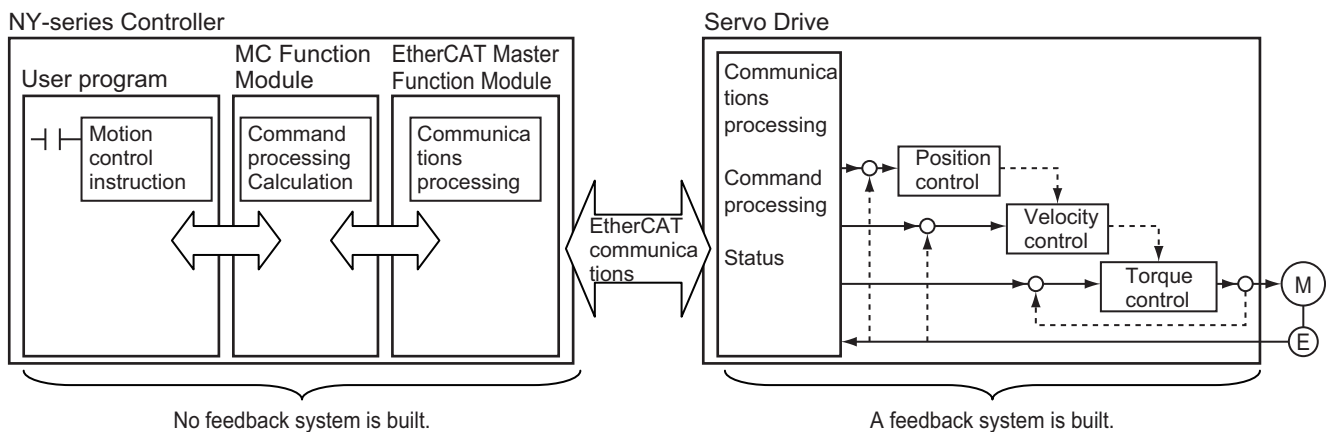 NY-series Controller
User program
Motion
control
instruction
MC Function
Module
Command
processing
Calculation
EtherCAT Master
Function Module
Communica
tions
processing
EtherCAT
communica
tions
No feedback system is built.
Servo Drive
Communica
tions
processing
Command
processing
Status
Position
control
Velocity
control
Torque
control
M
E
A feedback system is built.